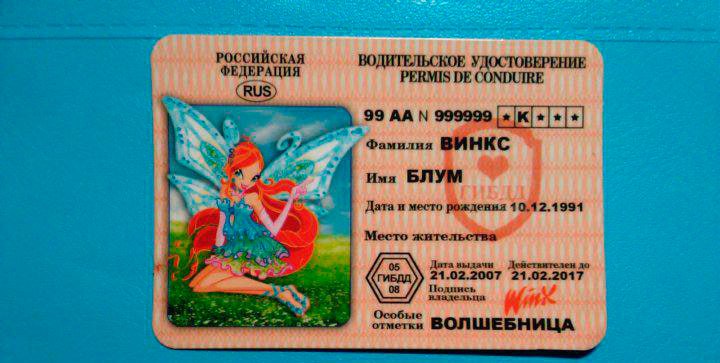 РОССИЙСКАЯ
ФЕДЕРАЦИЯ
RUS
ВОДИТЕЛЬСКОЕ УДОСТОВЕРЕНИЕ
PERMIS DE CONDUIRE
99 АА N 999999 ★ К ★ ★ ★
Фамилия ВИНКС
Имя БЛУМ
ГИБДД
Дата и место рождения 10.12.1991
Место жительства
05
ГИБДД
08
Дата выдачи Действителен до
21.02.2007 21.02.2017
Подпись
владельца
WinX
Особые
отметки ВОЛШЕБНИЦА